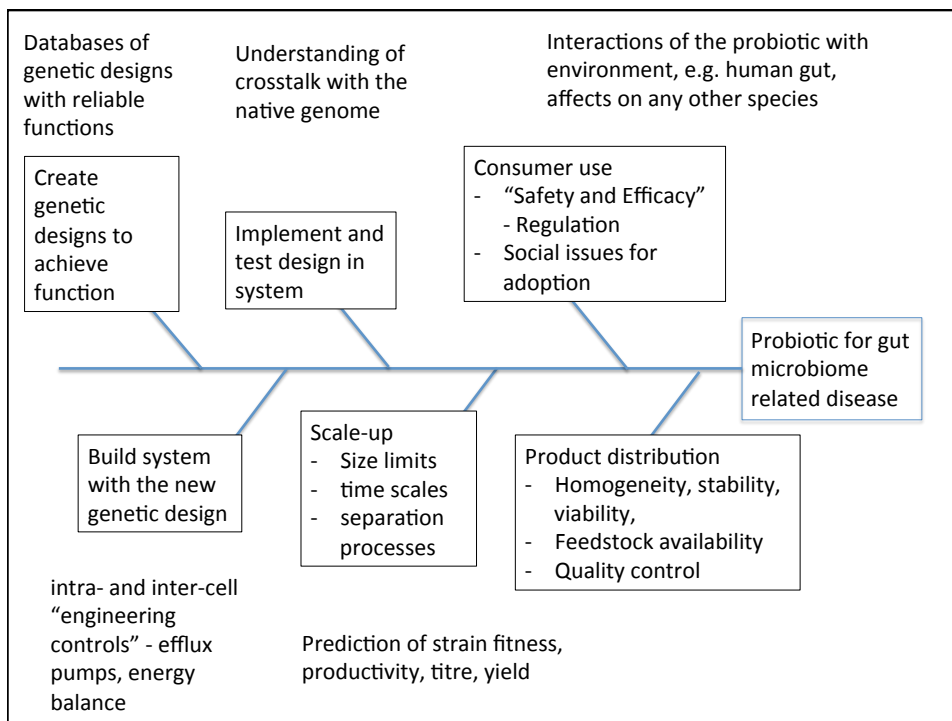 Databases of
genetic designs
with reliable
functions
Understanding of
crosstalk with the
native genome
Interactions of the probiotic with
environment, e.g. human gut,
affects on any other species
Create
genetic
designs to
achieve
function
Implement and
test design in
system
Consumer use
- “Safety and Efficacy”
- Regulation
- Social issues for
adoption
Probiotic for gut
microbiome
related disease
Build system
with the new
genetic design
Scale-up
- Size limits
- time scales
- separation
processes
Product distribution
- Homogeneity, stability,
viability,
- Feedstock availability
- Quality control
intra- and inter-cell
“engineering
controls” - efflux
pumps, energy
balance
Prediction of strain fitness,
productivity, titre, yield